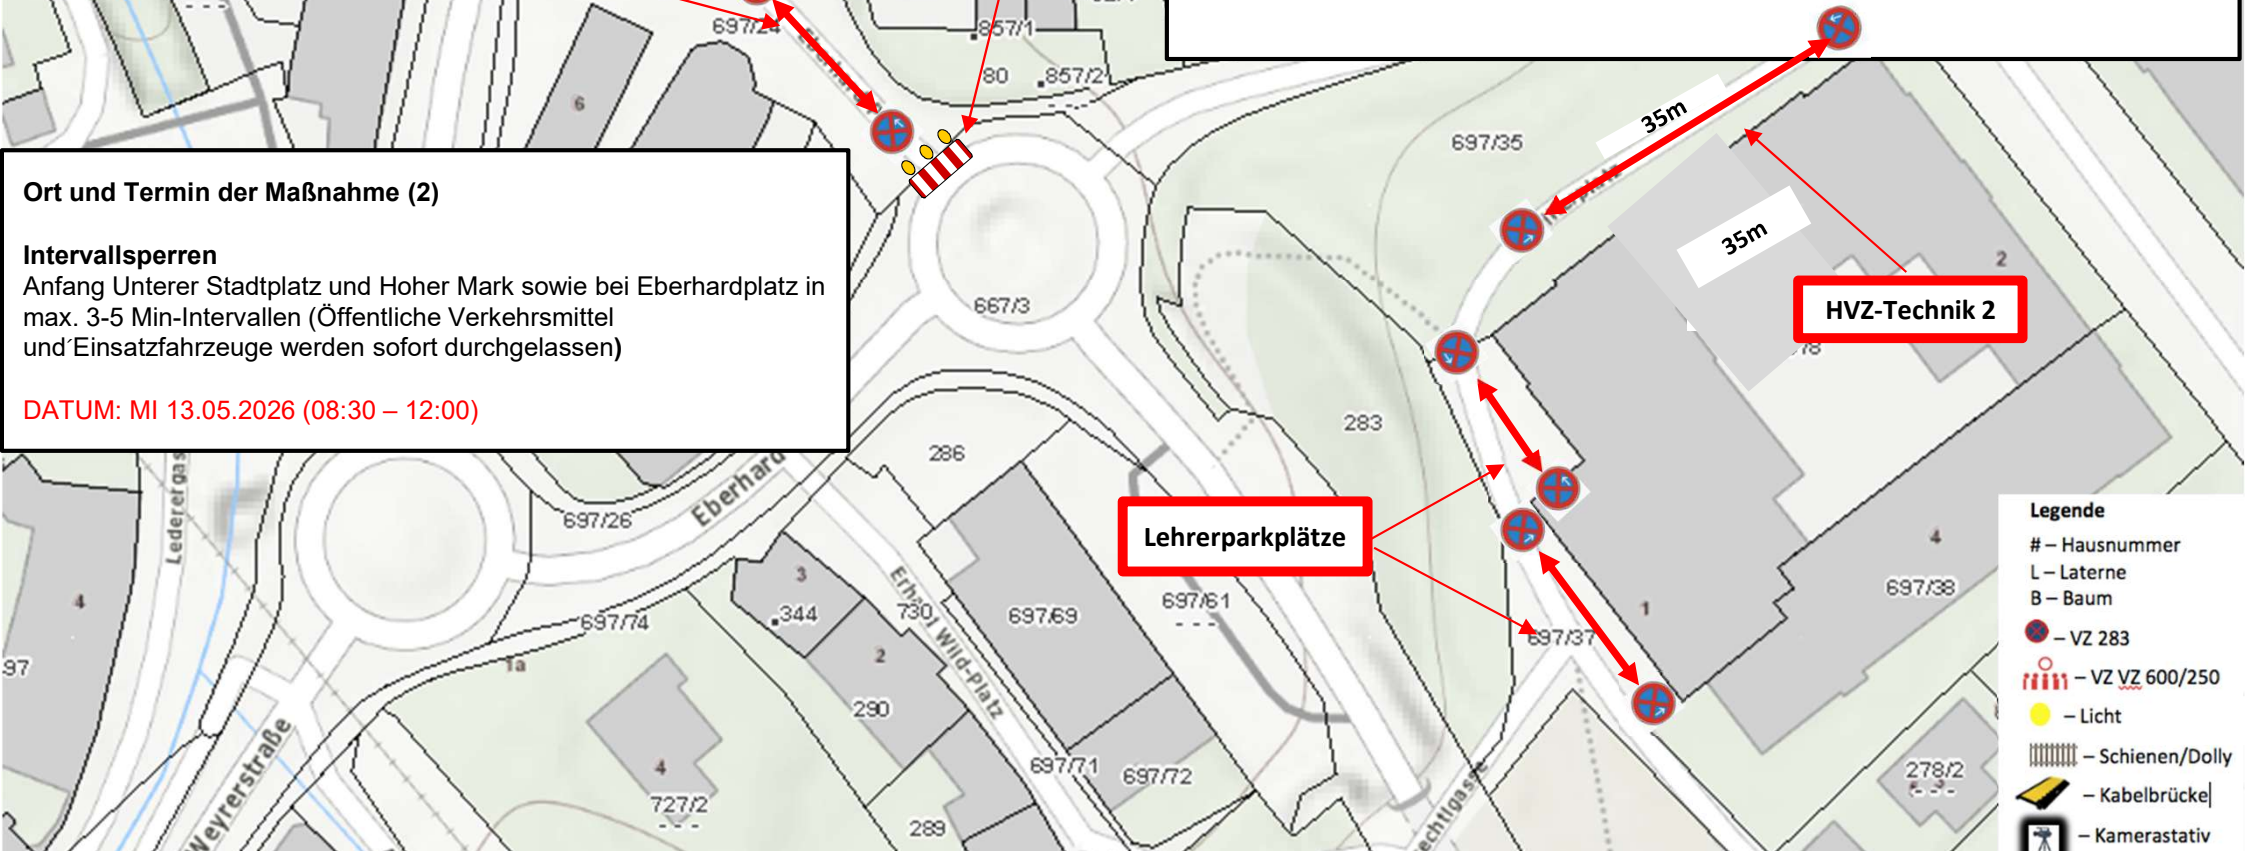 697/24
857/1
80
857/2
6
35m
697/35
Ort und Termin der Maßnahme (2)
Intervallsperren
Anfang Unterer Stadtplatz und Hoher Mark sowie bei Eberhardplatz in
max. 3-5 Min-Intervallen (Öffentliche Verkehrsmittel
und´Einsatzfahrzeuge werden sofort durchgelassen)
DATUM: MI 13.05.2026 (08:30 – 12:00)
35m
2
667/3
HVZ-Technik 2
283
286
Eberhard
697/26
Lederergas
Lehrerparkplätze
Legende
# – Hausnummer
L – Laterne
B – Baum
– VZ 283
– VZ VZ 600/250
– Licht
– Schienen/Dolly
– Kabelbrücke
– Kamerastativ
4
697/38
3
344
730
697/69
697/61
1
4
697/74
697/37
2
1a
97
Wild-Platz
290
Weyrerstraße
4
727/2
697/71
697/72
278/2
289
echtlgasse